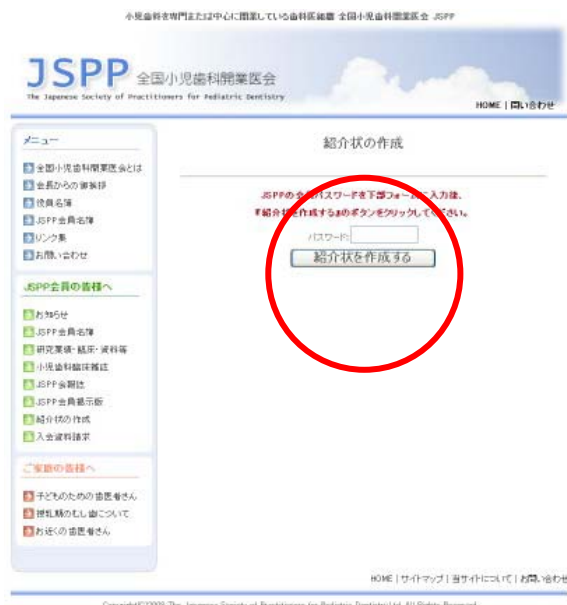 小児歯科を専門または中心に開業している歯科医組織 全国小児歯科開業医会 JSPP
JSPP 全国小児歯科開業医会
The Japanese Society of Practitioners for Pediatric Dentistry
HOME | 問い合わせ
メニュー
全国小児歯科開業医会とは
会長からの御挨拶
役員名簿
JSPP会員名簿
リンク集
お問い合わせ
JSPP会員の皆様へ
お知らせ
JSPP会員名簿
研究業績・臨床・資料等
小児歯科臨床雑誌
JSPP会報誌
JSPP会員掲示板
紹介状の作成
入会資料請求
ご家庭の皆様へ
子どものための歯医者さん
授乳期のむし歯について
お近くの歯医者さん
紹介状の作成
JSPPの会員パスワードを下部フォームに入力後、
『紹介状を作成する』のボタンをクリックしてください。
パスワード:
紹介状を作成する
HOME | サイトマップ | 当サイトについて | お問い合わせ
The Japanese Society of Practitioners for Pediatric Dentistry Ltd. All Rights Reserved.